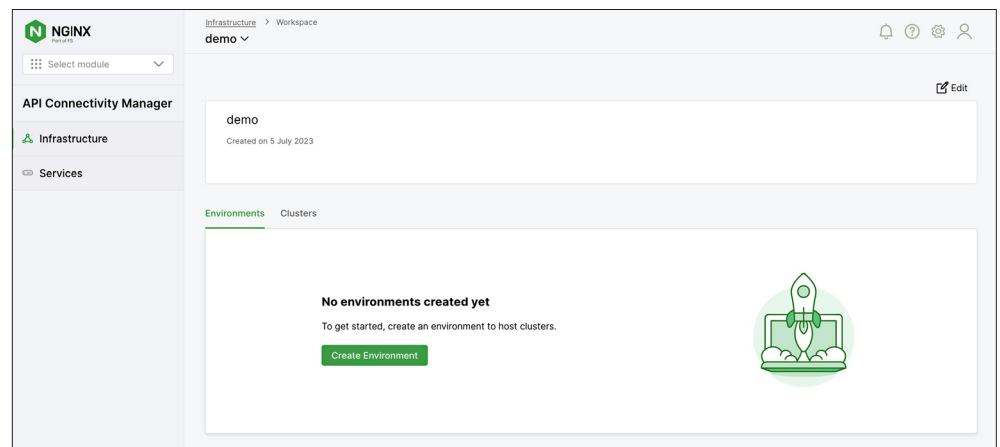 NGINX
Part of F5
Select module
API Connectivity Manager
Infrastructure
Services
Infrastructure > Workspace
demo
Edit
demo
Created on 5 July 2023
Environments Clusters
No environments created yet
To get started, create an environment to host clusters.
Create Environment